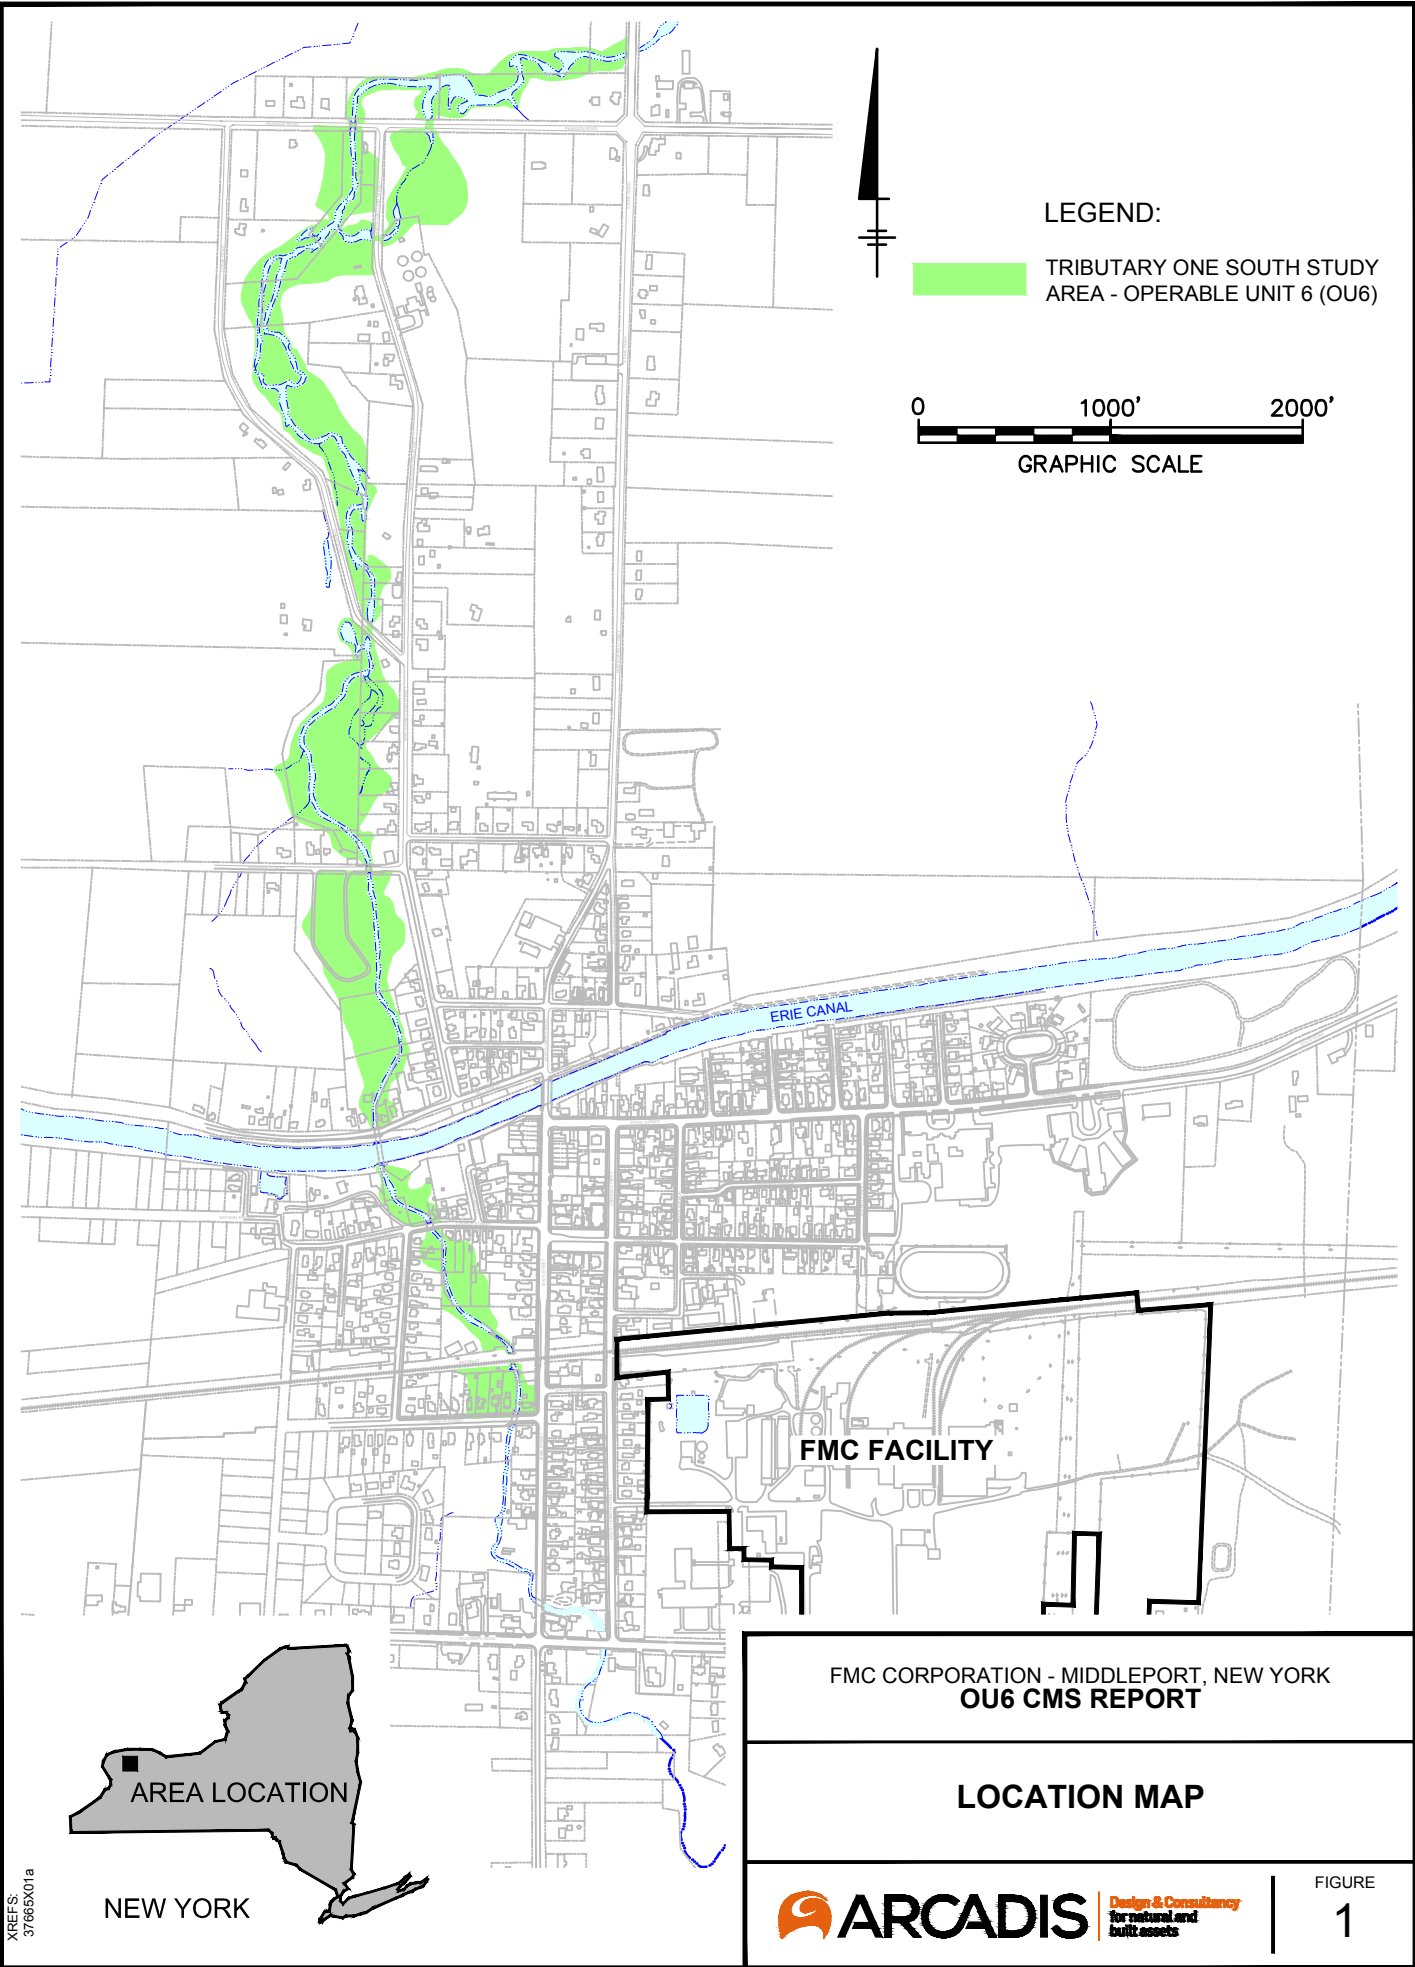 LEGEND:
TRIBUTARY ONE SOUTH STUDY
AREA - OPERABLE UNIT 6 (OU6)
0 1000' 2000'
GRAPHIC SCALE
ERIE CANAL
FMC FACILITY
AREA LOCATION
NEW YORK
XREFS:
37665X01a
FMC CORPORATION - MIDDLEPORT, NEW YORK
OU6 CMS REPORT
LOCATION MAP
ARCADIS
Design & Consultancy
for natural and
built assets
FIGURE
1